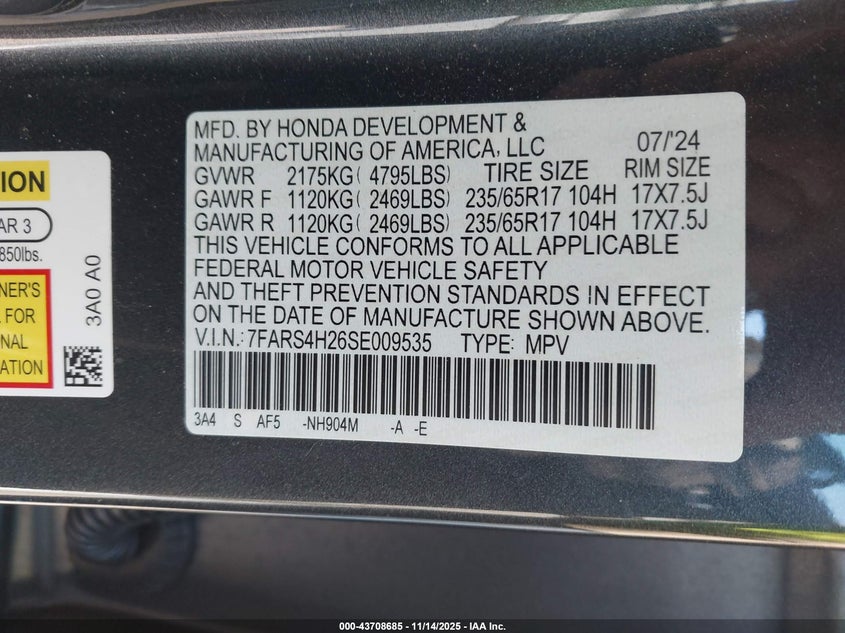 MFD. BY HONDA DEVELOPMENT &
MANUFACTURING OF AMERICA, LLC 07/'24
GVWR 2175KG( 4795LBS) TIRE SIZE RIM SIZE
GAWR F 1120KG( 2469LBS) 235/65R17 104H 17X7.5J
GAWR R 1120KG( 2469LBS) 235/65R17 104H 17X7.5J
THIS VEHICLE CONFORMS TO ALL APPLICABLE
FEDERAL MOTOR VEHICLE SAFETY
AND THEFT PREVENTION STANDARDS IN EFFECT
ON THE DATE OF MANUFACTURE SHOWN ABOVE.
V.I.N.: 7FARS4H26SE009535 TYPE: MPV
3A4 S AF5 -NH904M -A -E
TION
AR 3
850lbs.
NER'S
L FOR
ONAL
ATION
3A0 A0
000-43708685 - 11/14/2025 - IAA Inc.